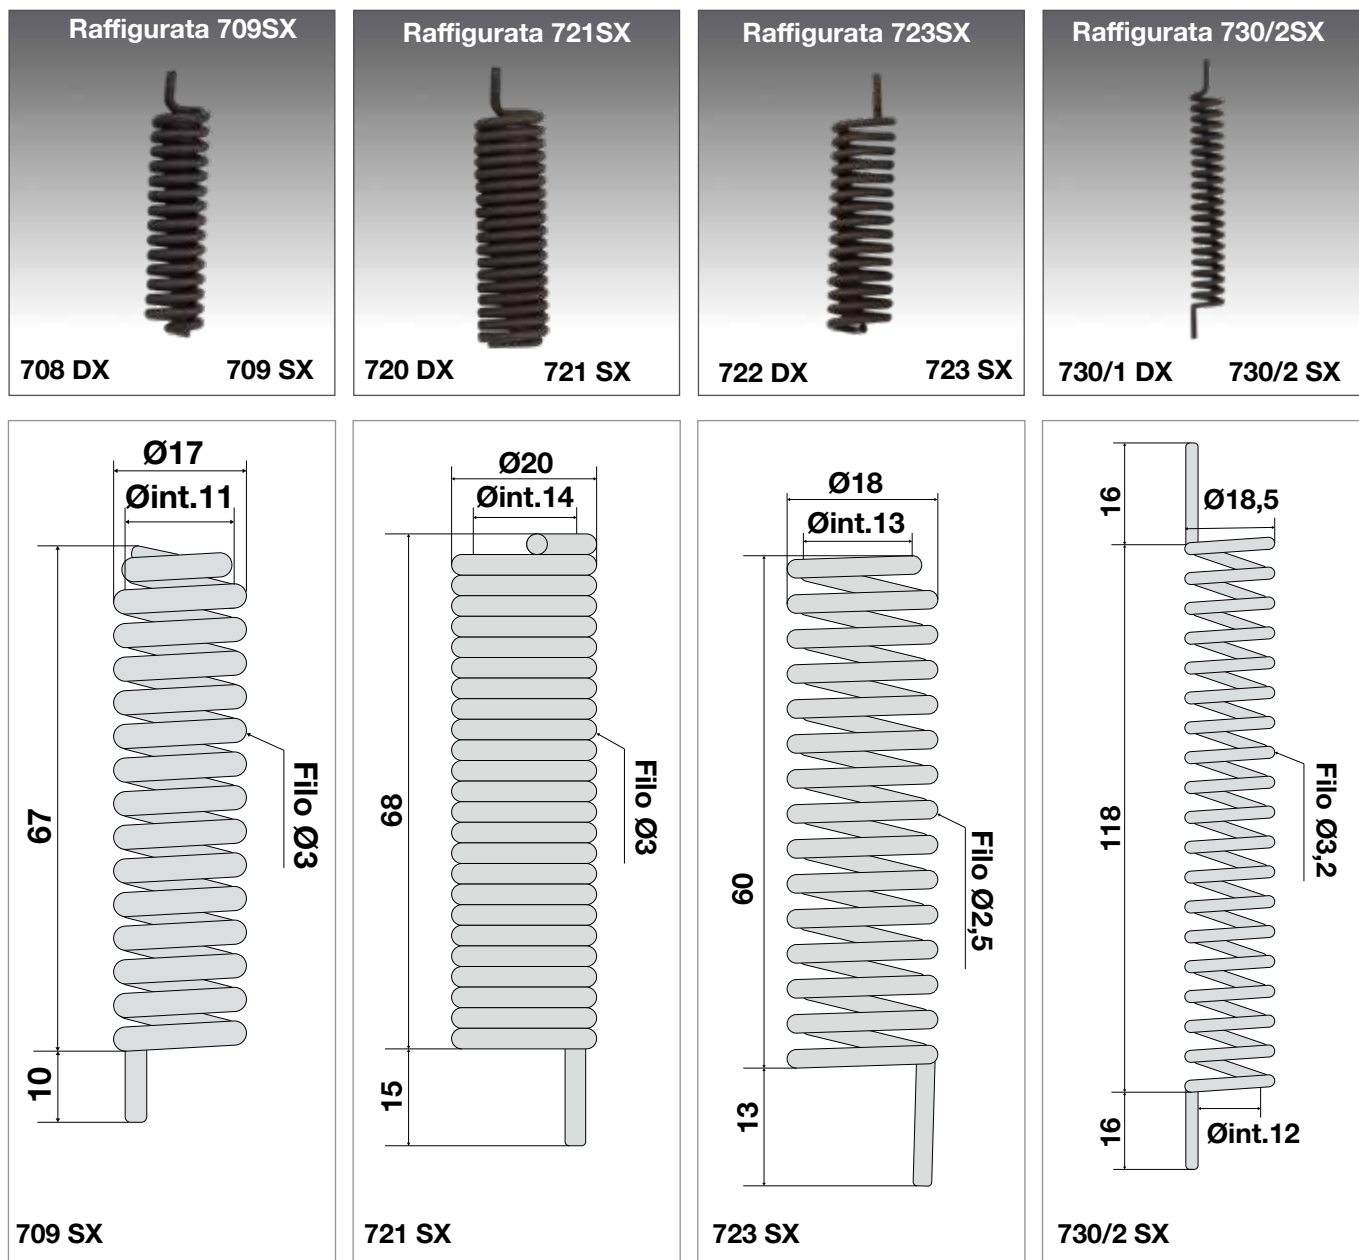 Raffigurata 709SX
708 DX
709 SX
Raffigurata 721SX
720 DX
721 SX
Raffigurata 723SX
722 DX
723 SX
Raffigurata 730/2SX
730/1 DX
730/2 SX
Ø17
Øint.11
67
Filo Ø3
10
709 SX
Ø20
Øint.14
68
Filo Ø3
15
721 SX
Ø18
Øint.13
60
Filo Ø2,5
13
723 SX
16
Ø18,5
118
Filo Ø3,2
16
Øint.12
730/2 SX